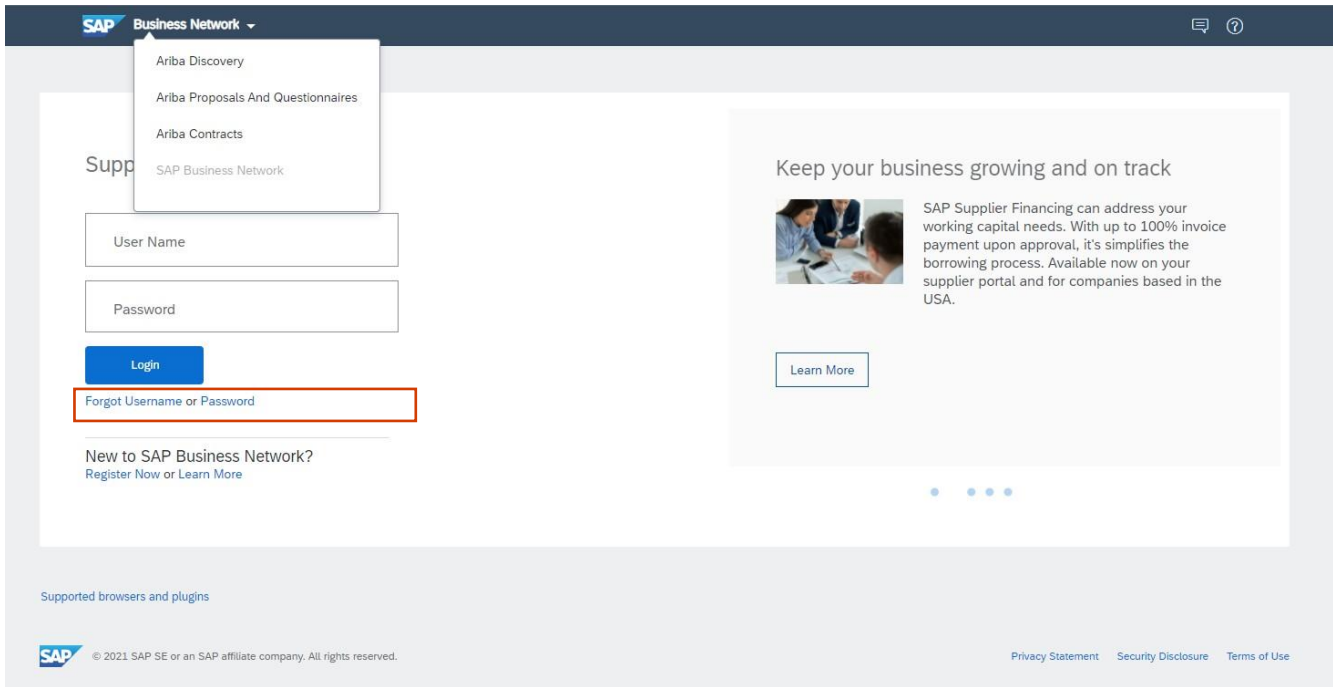 SAP Business Network
Ariba Discovery
Ariba Proposals And Questionnaires
Ariba Contracts
SAP Business Network
Supp
User Name
Password
Login
Forgot Username or Password
New to SAP Business Network?
Register Now or Learn More
Keep your business growing and on track
SAP Supplier Financing can address your
working capital needs. With up to 100% invoice
payment upon approval, it's simplifies the
borrowing process. Available now on your
supplier portal and for companies based in the
USA.
Learn More
Supported browsers and plugins
SAP © 2021 SAP SE or an SAP affiliate company. All rights reserved.
Privacy Statement Security Disclosure Terms of Use